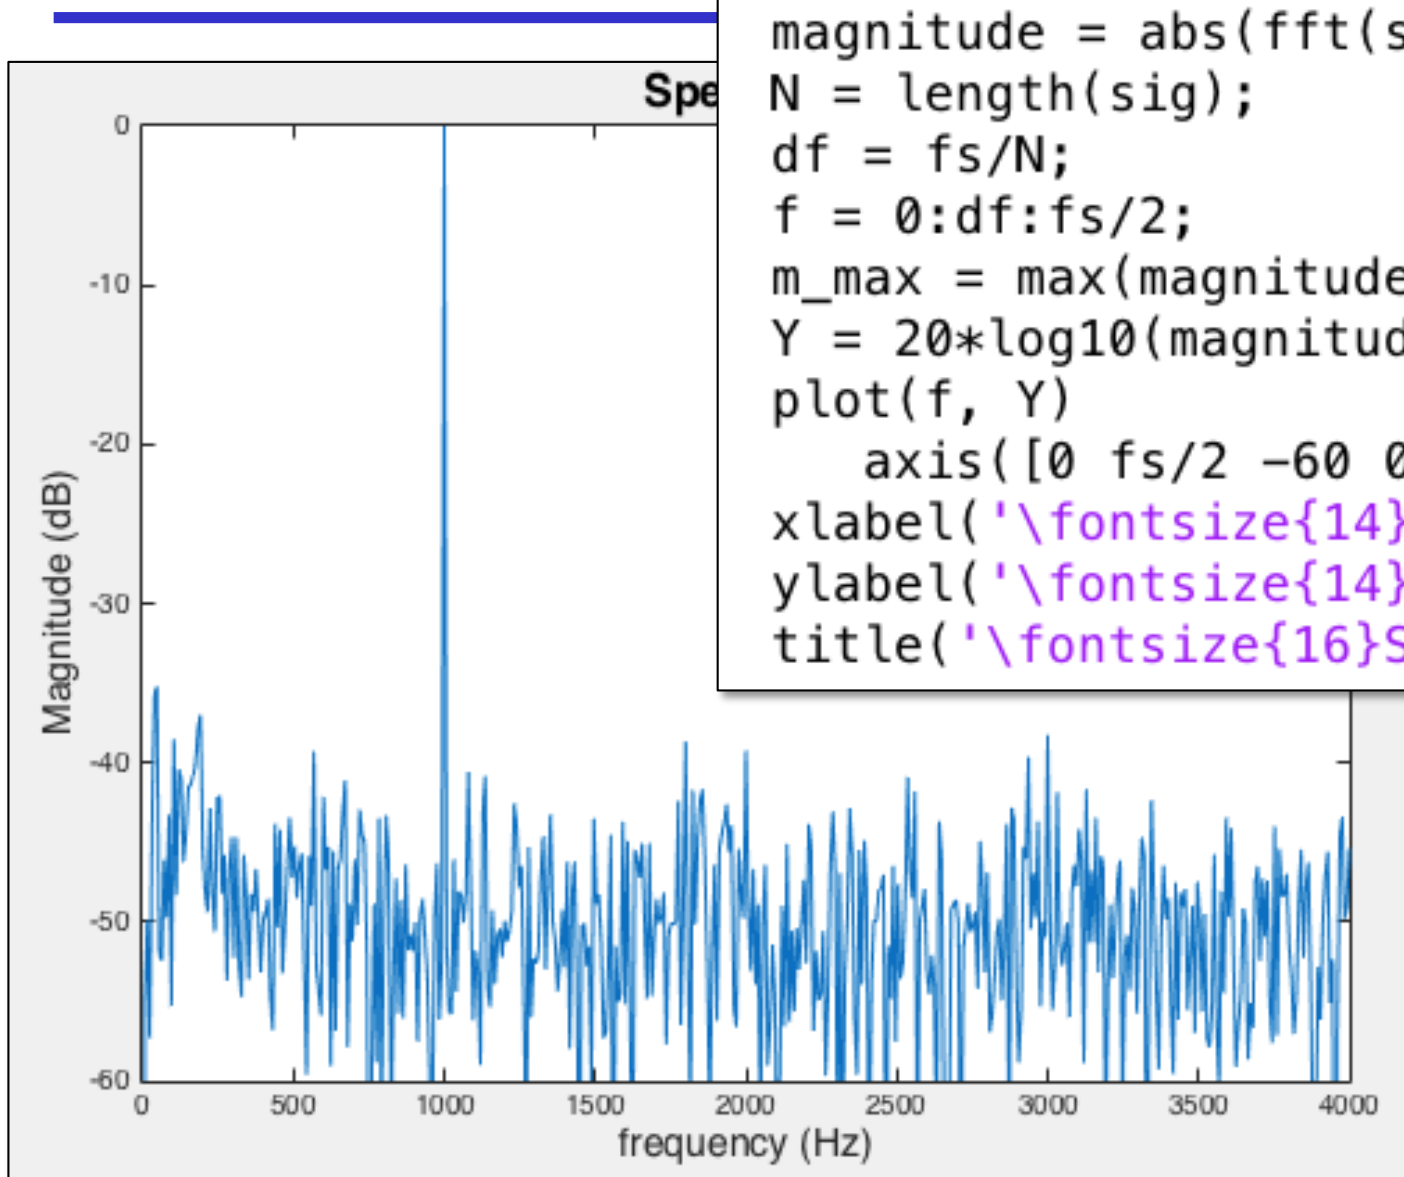 magnitude = abs(fft(s
N = length(sig);
df = fs/N;
f = 0:df:fs/2;
m_max = max(magnitude
Y = 20*log10(magnitud
plot(f, Y)
axis([0 fs/2 -60 0
xlabel('\fontsize{14}
ylabel('\fontsize{14}
title('\fontsize{16}S
Spe
Magnitude (dB)
0
-10
-20
-30
-40
-50
-60
0 500 1000 1500 2000 2500 3000 3500 4000
frequency (Hz)